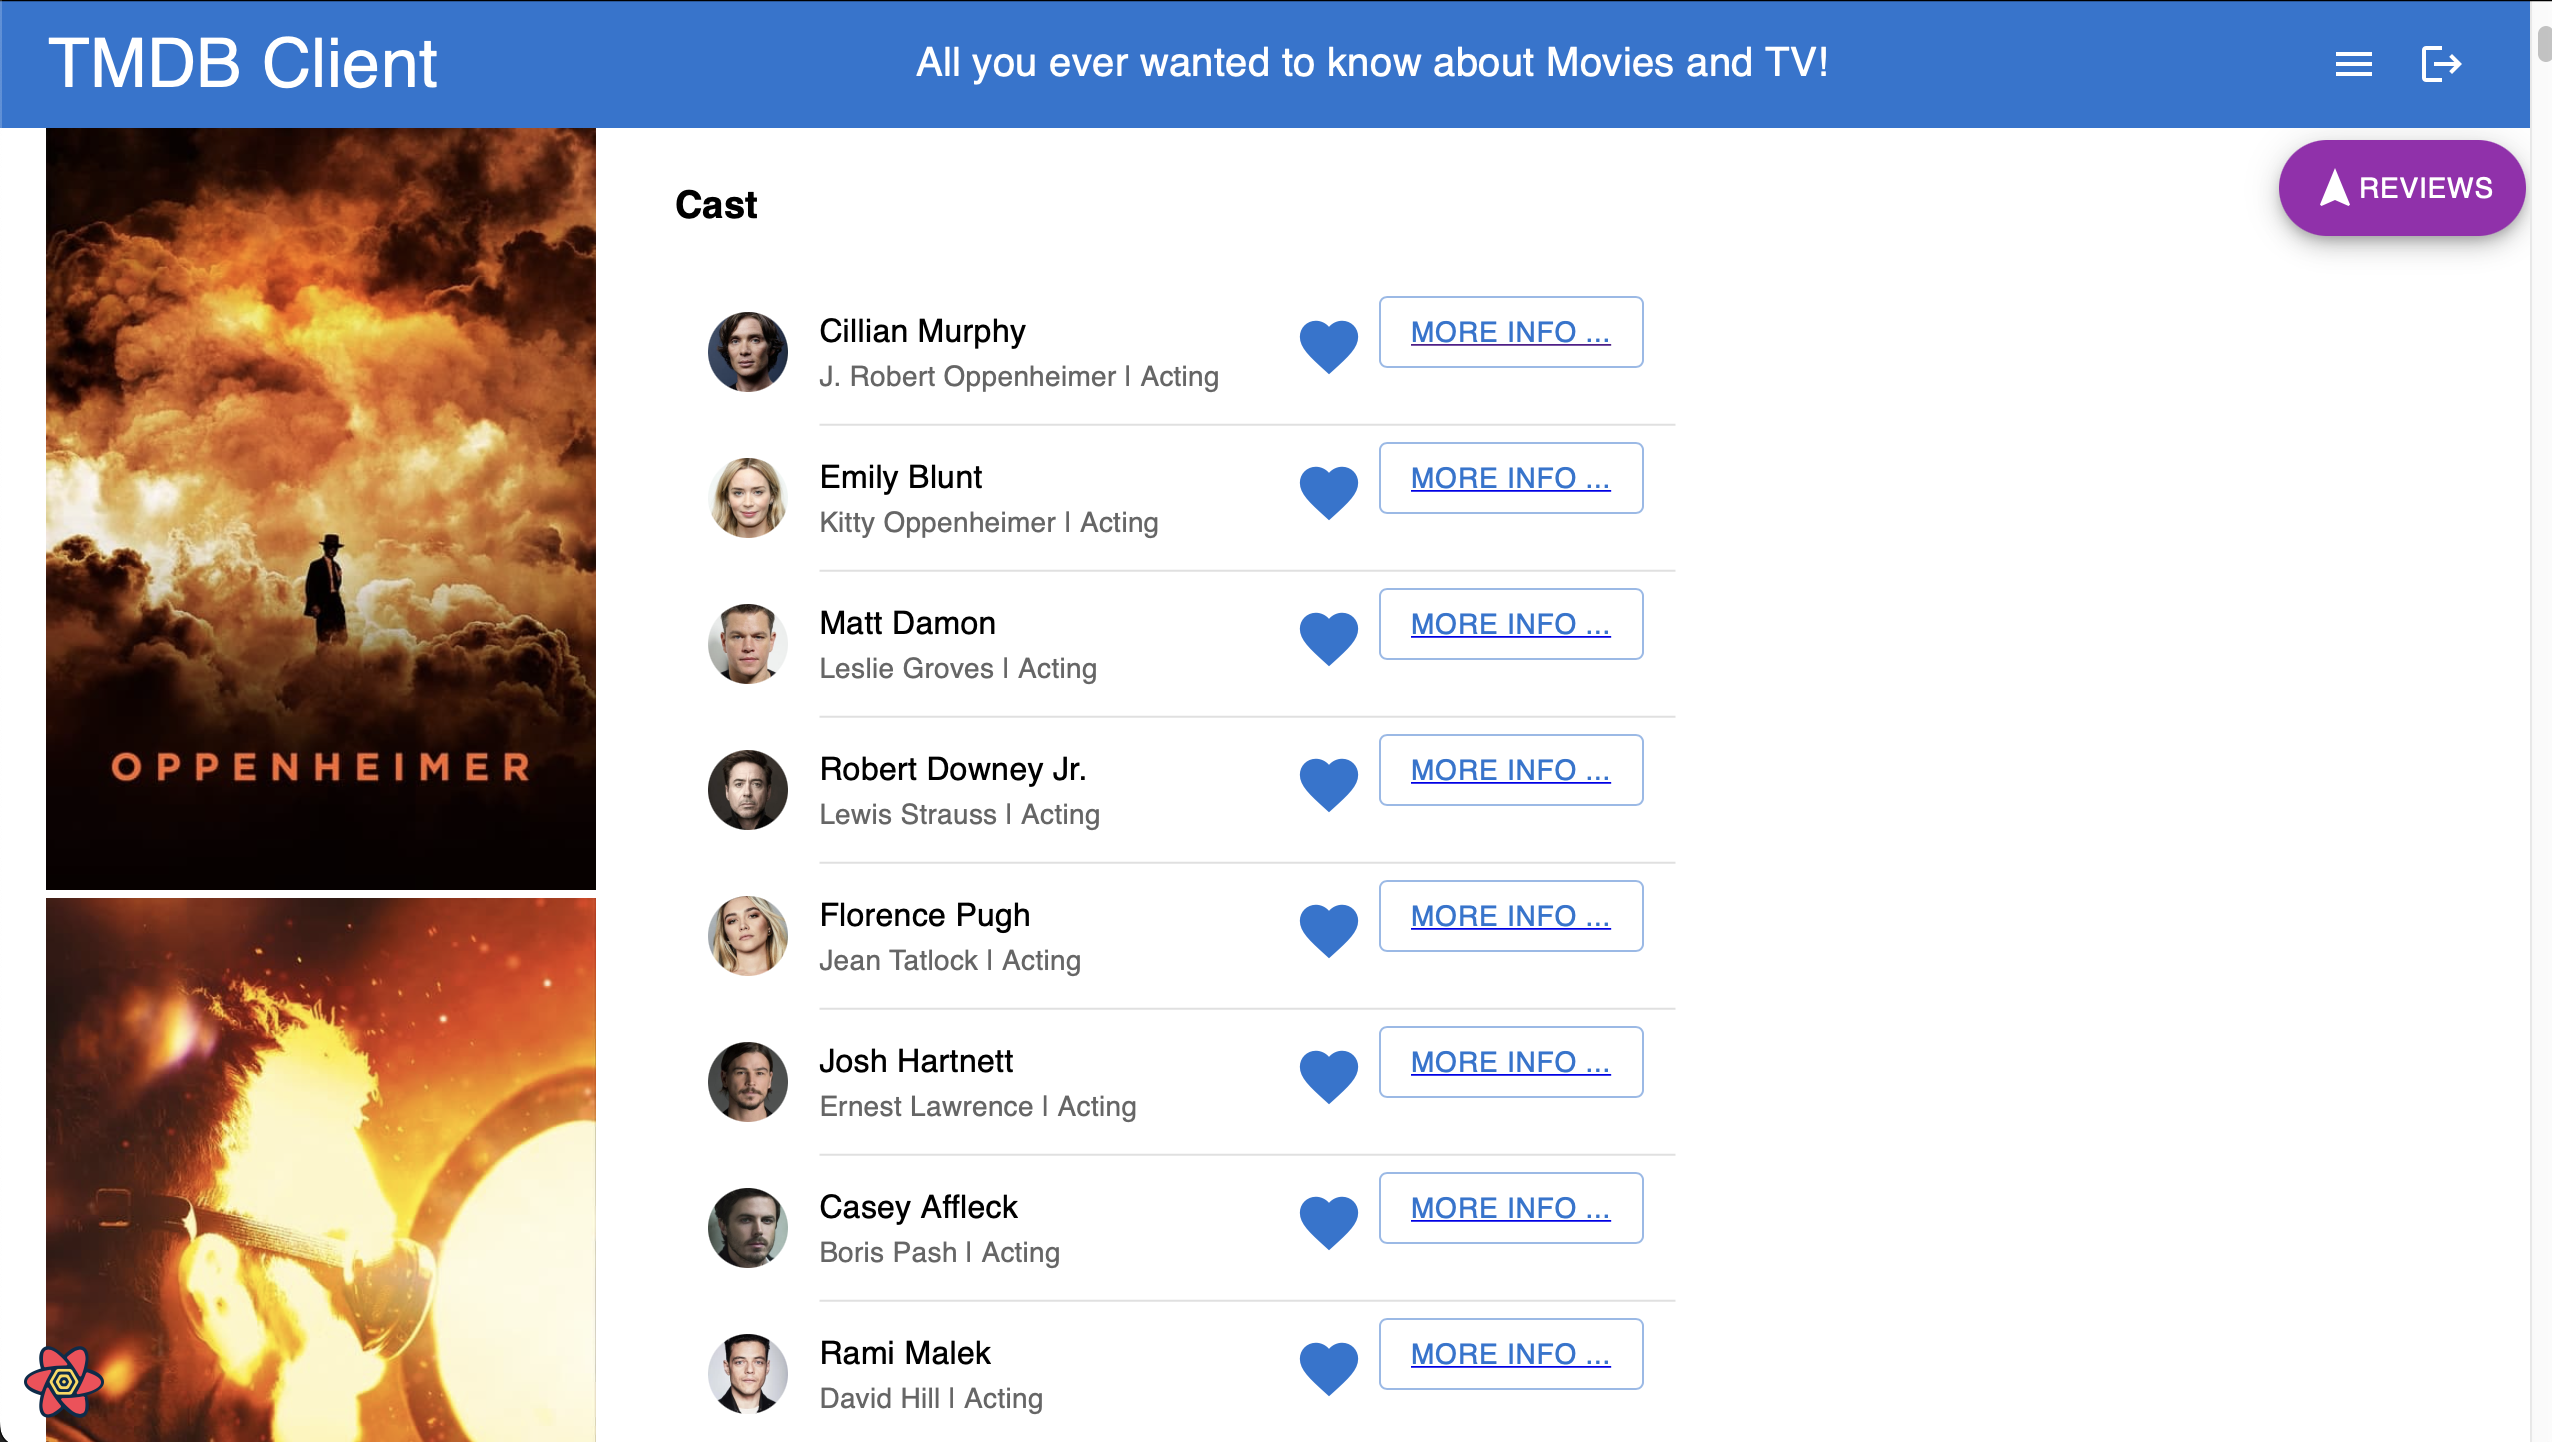 TMDB Client
All you ever wanted to know about Movies and TV!
REVIEWS
OPPENHEIMER
Cast
Cillian Murphy
J. Robert Oppenheimer | Acting
MORE INFO ...
Emily Blunt
Kitty Oppenheimer | Acting
MORE INFO ...
Matt Damon
Leslie Groves | Acting
MORE INFO ...
Robert Downey Jr.
Lewis Strauss | Acting
MORE INFO ...
Florence Pugh
Jean Tatlock | Acting
MORE INFO ...
Josh Hartnett
Ernest Lawrence | Acting
MORE INFO ...
Casey Affleck
Boris Pash | Acting
MORE INFO ...
Rami Malek
David Hill | Acting
MORE INFO ...